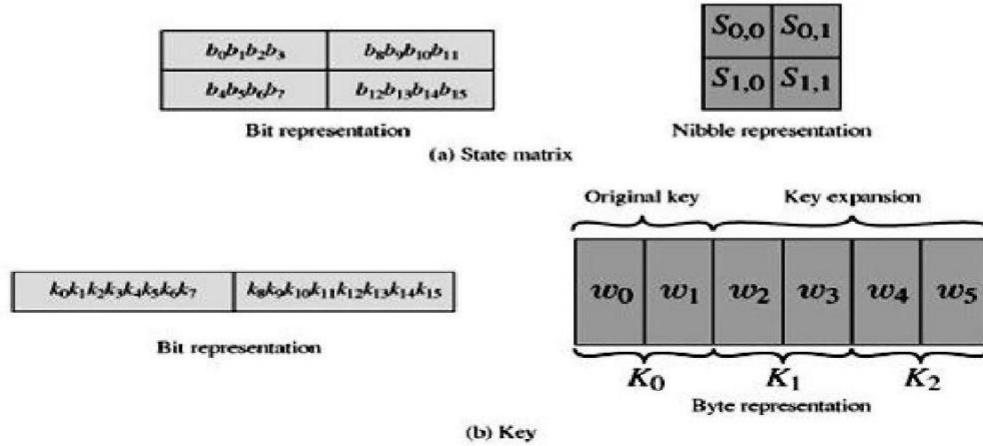 b₀b₁b₂b₃ b₈b₉b₁₀b₁₁
b₄b₅b₆b₇ b₁₂b₁₃b₁₄b₁₅
Bit representation
S₀,₀ S₀,₁
S₁,₀ S₁,₁
Nibble representation
(a) State matrix
Original key Key expansion
k₀k₁k₂k₃k₄k₅k₆k₇ k₈k₉k₁₀k₁₁k₁₂k₁₃k₁₄k₁₅
Bit representation
w₀ w₁ w₂ w₃ w₄ w₅
K₀ K₁ K₂
Byte representation
(b) Key